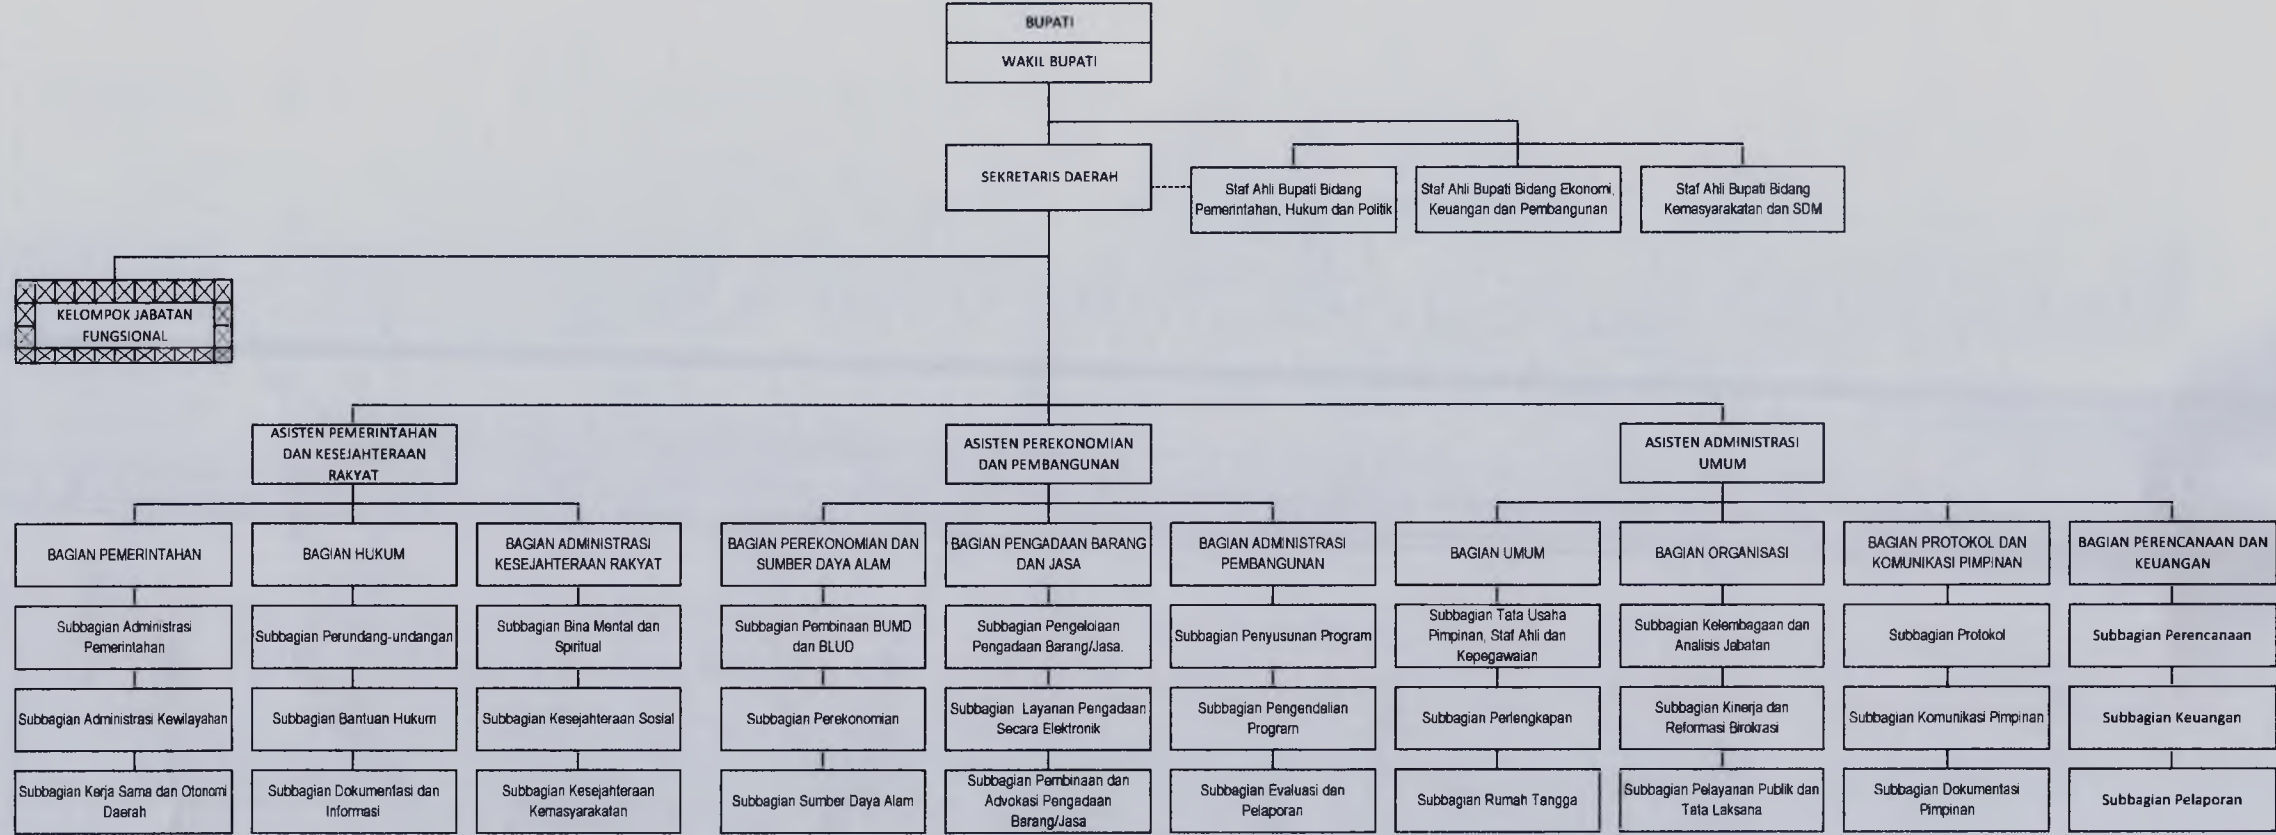 BUPATI
WAKIL BUPATI
SEKRETARIS DAERAH
Staf Ahli Bupati Bidang
Pemerintahan, Hukum dan Politik
Staf Ahli Bupati Bidang Ekonomi,
Keuangan dan Pembangunan
Staf Ahli Bupati Bidang
Kemasyarakatan dan SDM
KELOMPOK JABATAN
FUNGSIONAL
ASISTEN PEMERINTAHAN
DAN KESEJAHTERAAN
RAKYAT
ASISTEN PEREKONOMIAN
DAN PEMBANGUNAN
ASISTEN ADMINISTRASI
UMUM
BAGIAN PEMERINTAHAN
BAGIAN HUKUM
BAGIAN ADMINISTRASI
KESEJAHTERAAN RAKYAT
BAGIAN PEREKONOMIAN DAN
SUMBER DAYA ALAM
BAGIAN PENGADAAN BARANG
DAN JASA
BAGIAN ADMINISTRASI
PEMBANGUNAN
BAGIAN UMUM
BAGIAN ORGANISASI
BAGIAN PROTOKOL DAN
KOMUNIKASI PIMPINAN
BAGIAN PERENCANAAN DAN
KEUANGAN
Subbagian Administrasi
Pemerintahan
Subbagian Perundang-undangan
Subbagian Bina Mental dan
Spiritual
Subbagian Pembinaan BUMD
dan BLUD
Subbagian Pengelolaan
Pengadaan Barang/Jasa.
Subbagian Penyusunan Program
Subbagian Tata Usaha
Pimpinan, Staf Ahli dan
Kepegawaian
Subbagian Kelembagaan dan
Analisis Jabatan
Subbagian Protokol
Subbagian Perencanaan
Subbagian Administrasi Kewilayahan
Subbagian Bantuan Hukum
Subbagian Kesejahteraan Sosial
Subbagian Perekonomian
Subbagian Layanan Pengadaan
Secara Elektronik
Subbagian Pengendalian
Program
Subbagian Perlengkapan
Subbagian Kinerja dan
Reformasi Birokrasi
Subbagian Komunikasi Pimpinan
Subbagian Keuangan
Subbagian Kerja Sama dan Otonomi
Daerah
Subbagian Dokumentasi dan
Informasi
Subbagian Kesejahteraan
Kemasyarakatan
Subbagian Sumber Daya Alam
Subbagian Pembinaan dan
Advokasi Pengadaan
Barang/Jasa
Subbagian Evaluasi dan
Pelaporan
Subbagian Rumah Tangga
Subbagian Pelayanan Publik dan
Tata Laksana
Subbagian Dokumentasi
Pimpinan
Subbagian Pelaporan